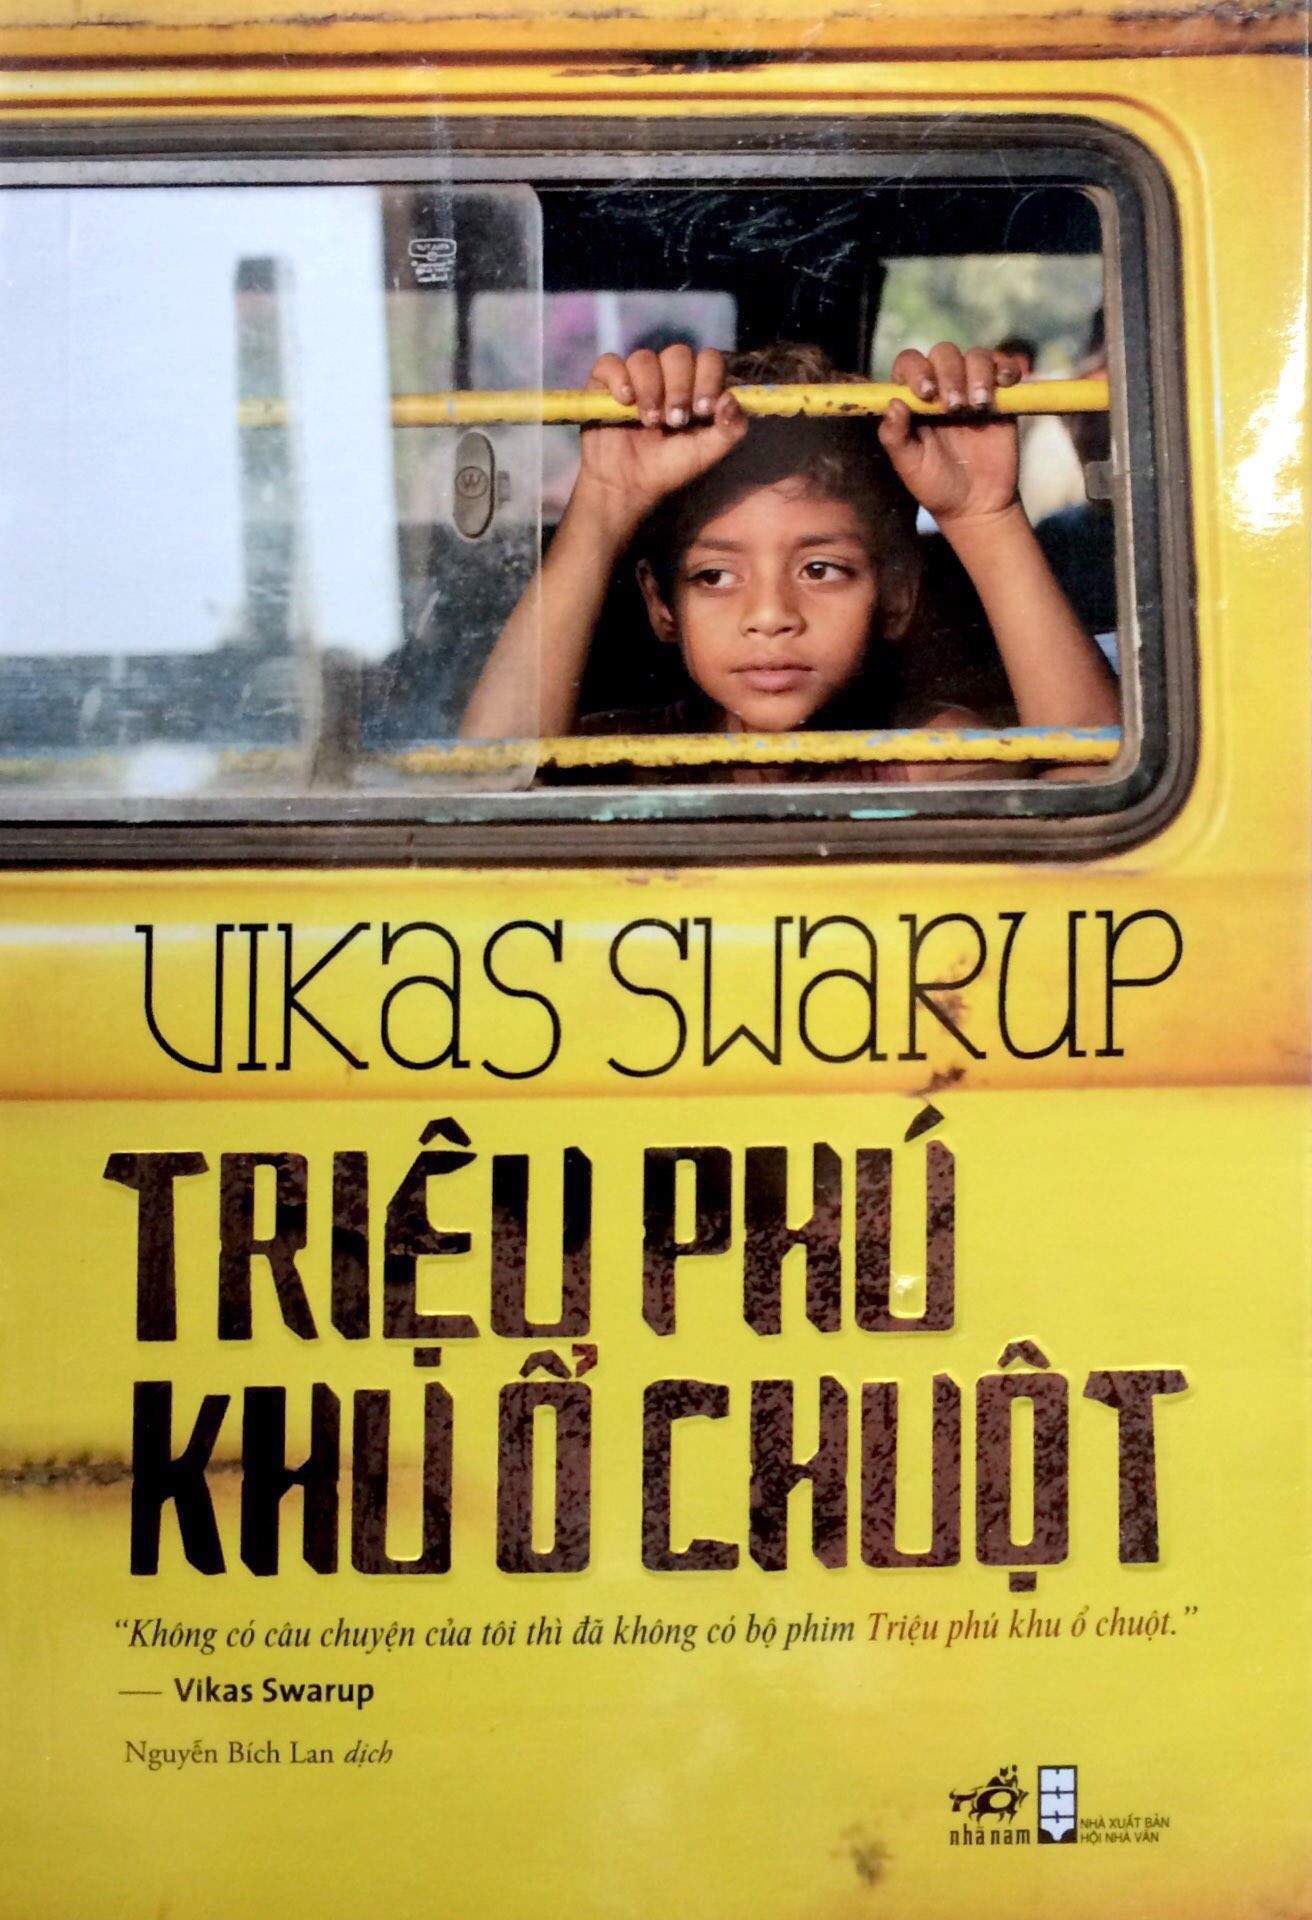 VIKAS SWARUP
TRIỆU PHÚ
KHU Ổ CHUỘT
“Không có câu chuyện của tôi thì đã không có bộ phim Triệu phú khu ổ chuột.”
— Vikas Swarup
Nguyễn Bích Lan dịch
nhã nam
NHÀ XUẤT BẢN
HỘI NHÀ VĂN